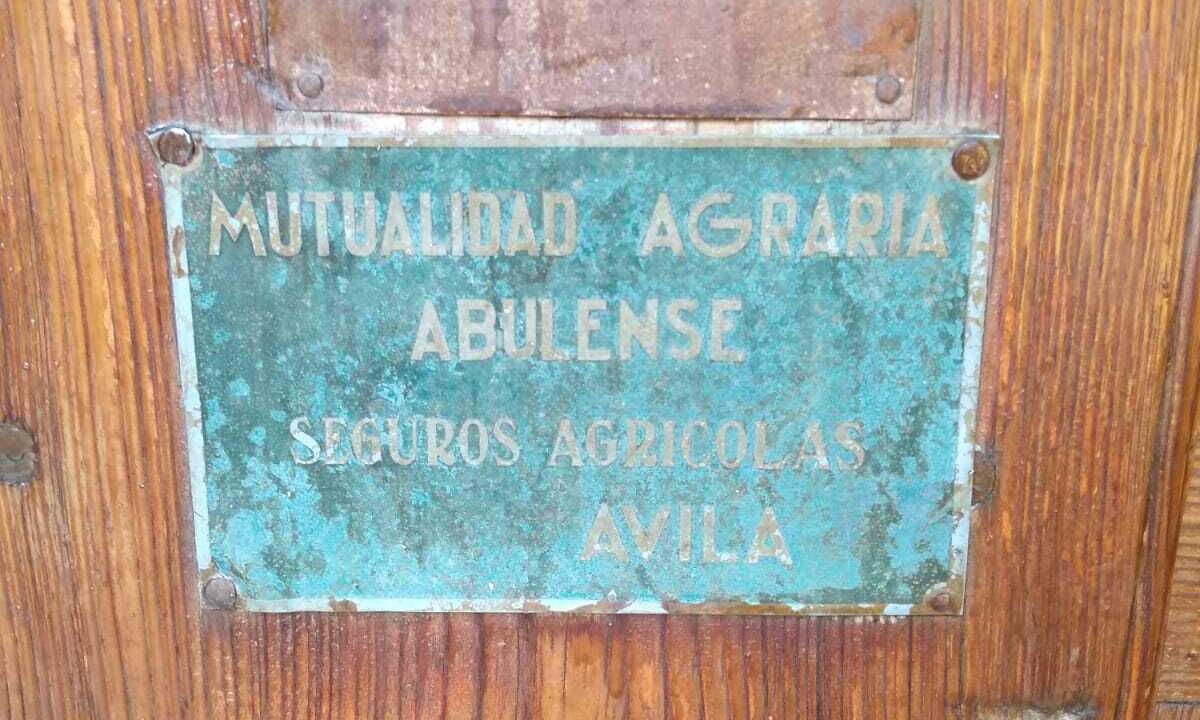 MUTUALIDAD AGRARIA
ABULENSE
SEGUROS AGRICOLAS
AVILA